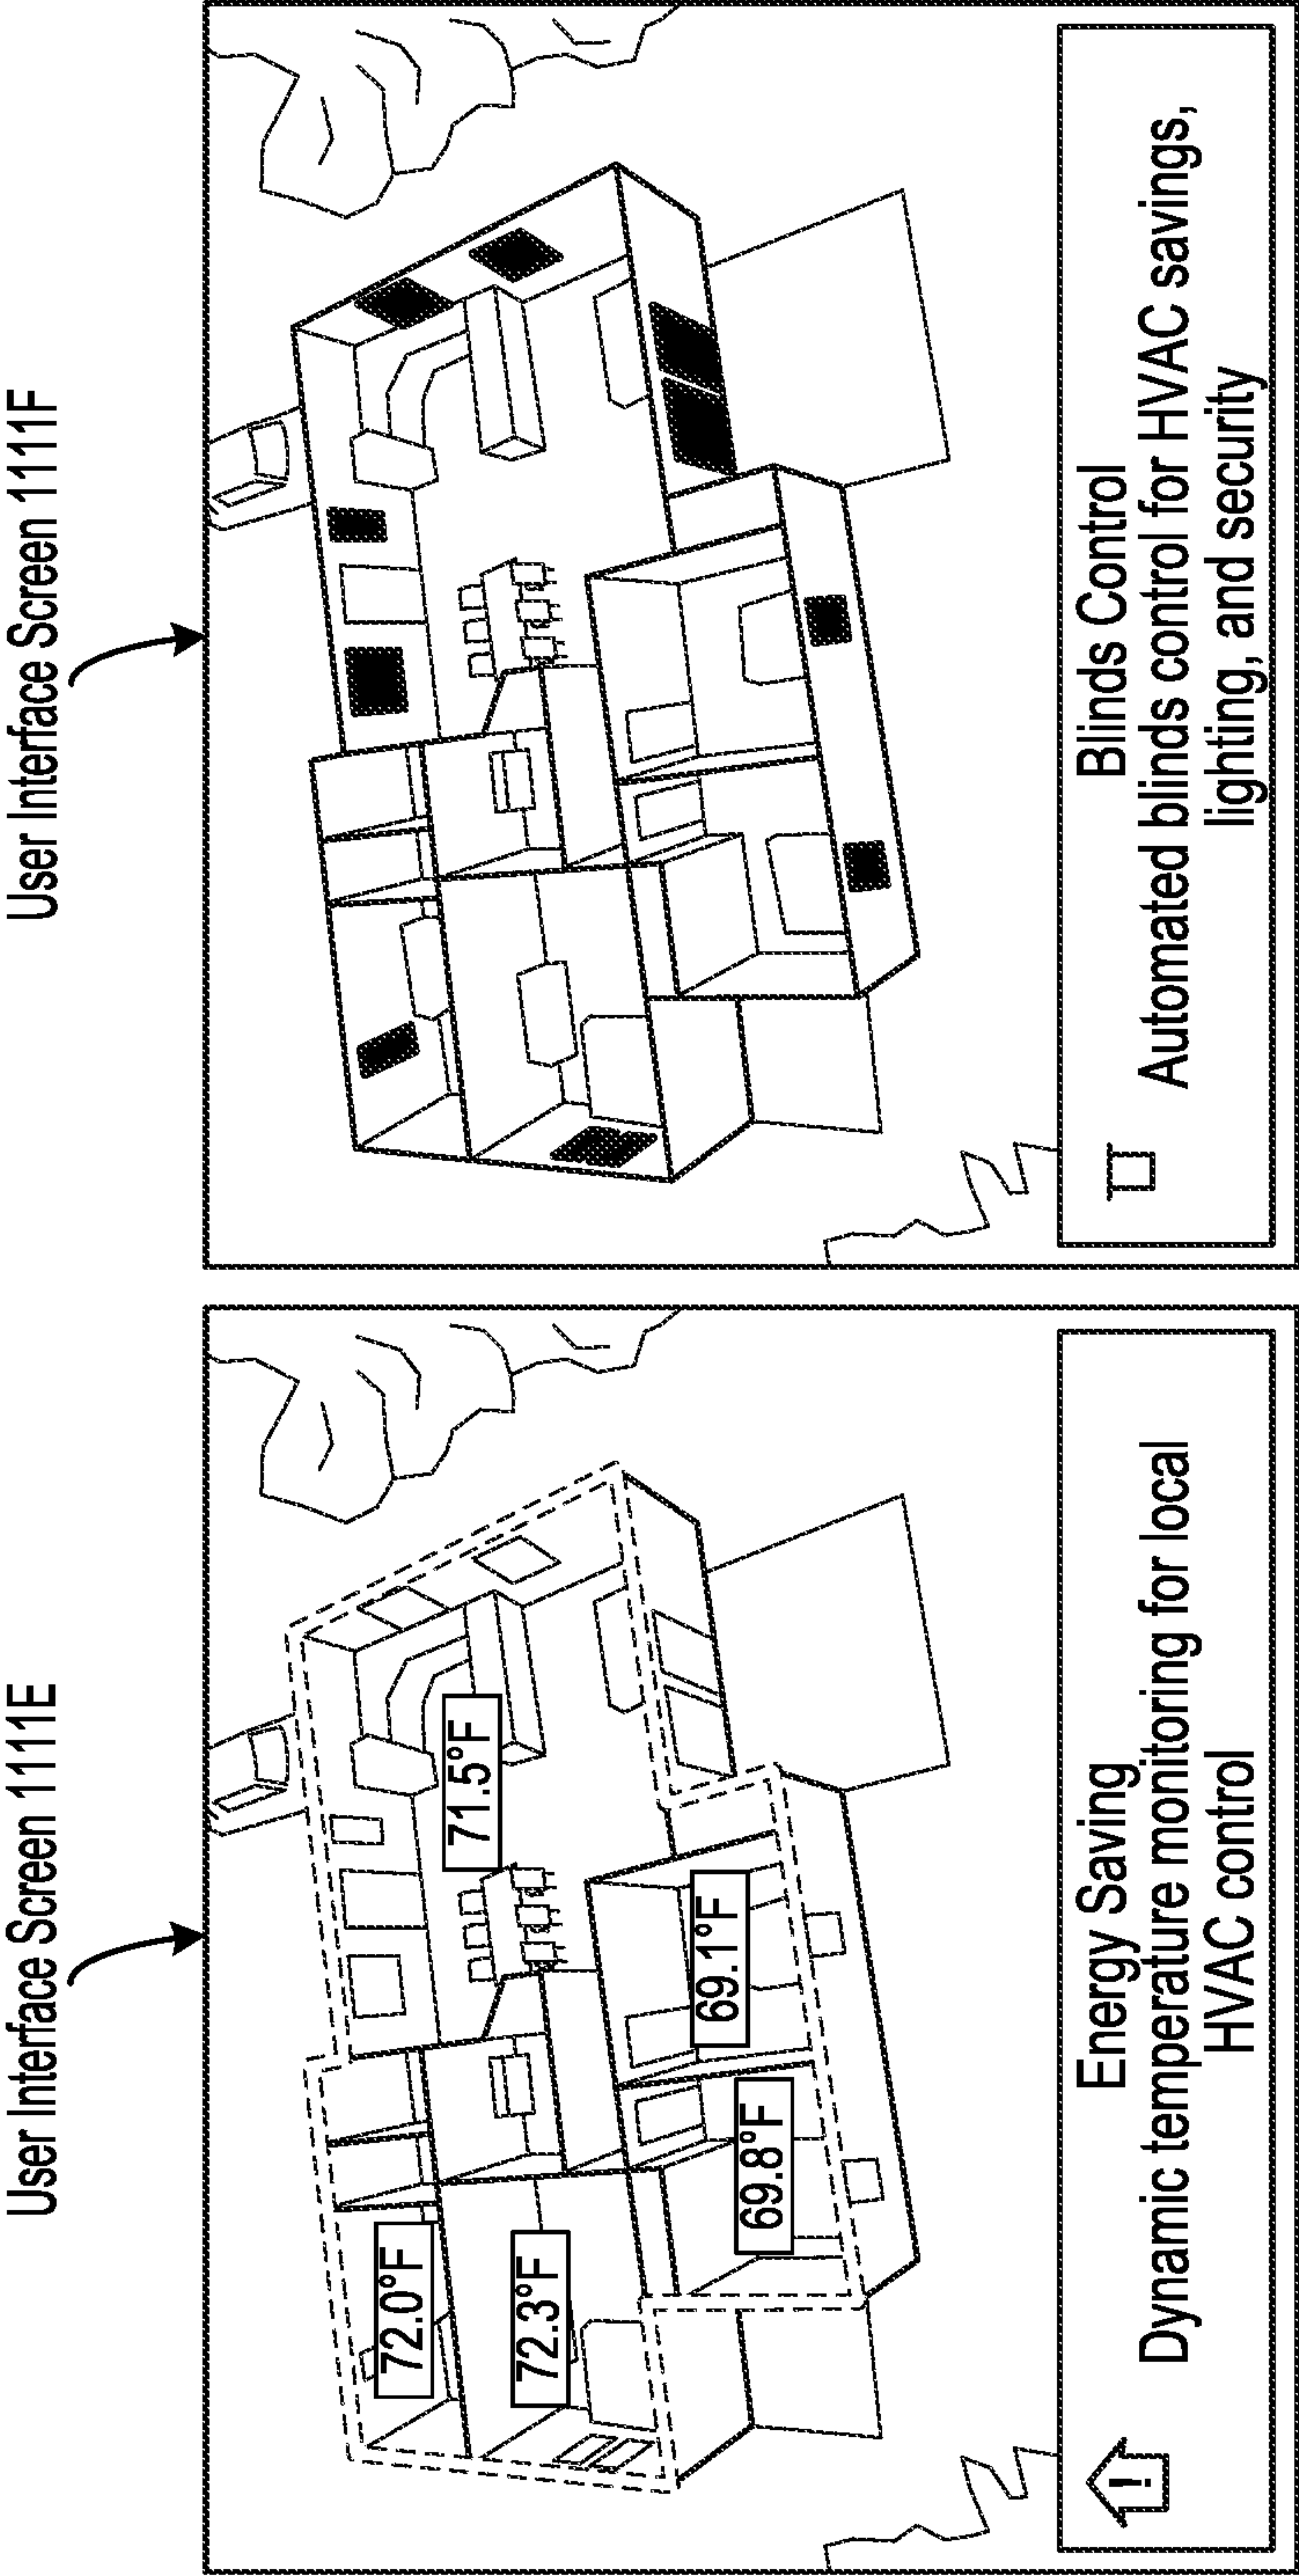 User Interface Screen 1111E
72.0°F
71.5°F
72.3°F
69.1°F
69.8°F
!
Energy Saving
Dynamic temperature monitoring for local
HVAC control
User Interface Screen 1111F
Blinds Control
Automated blinds control for HVAC savings,
lighting, and security